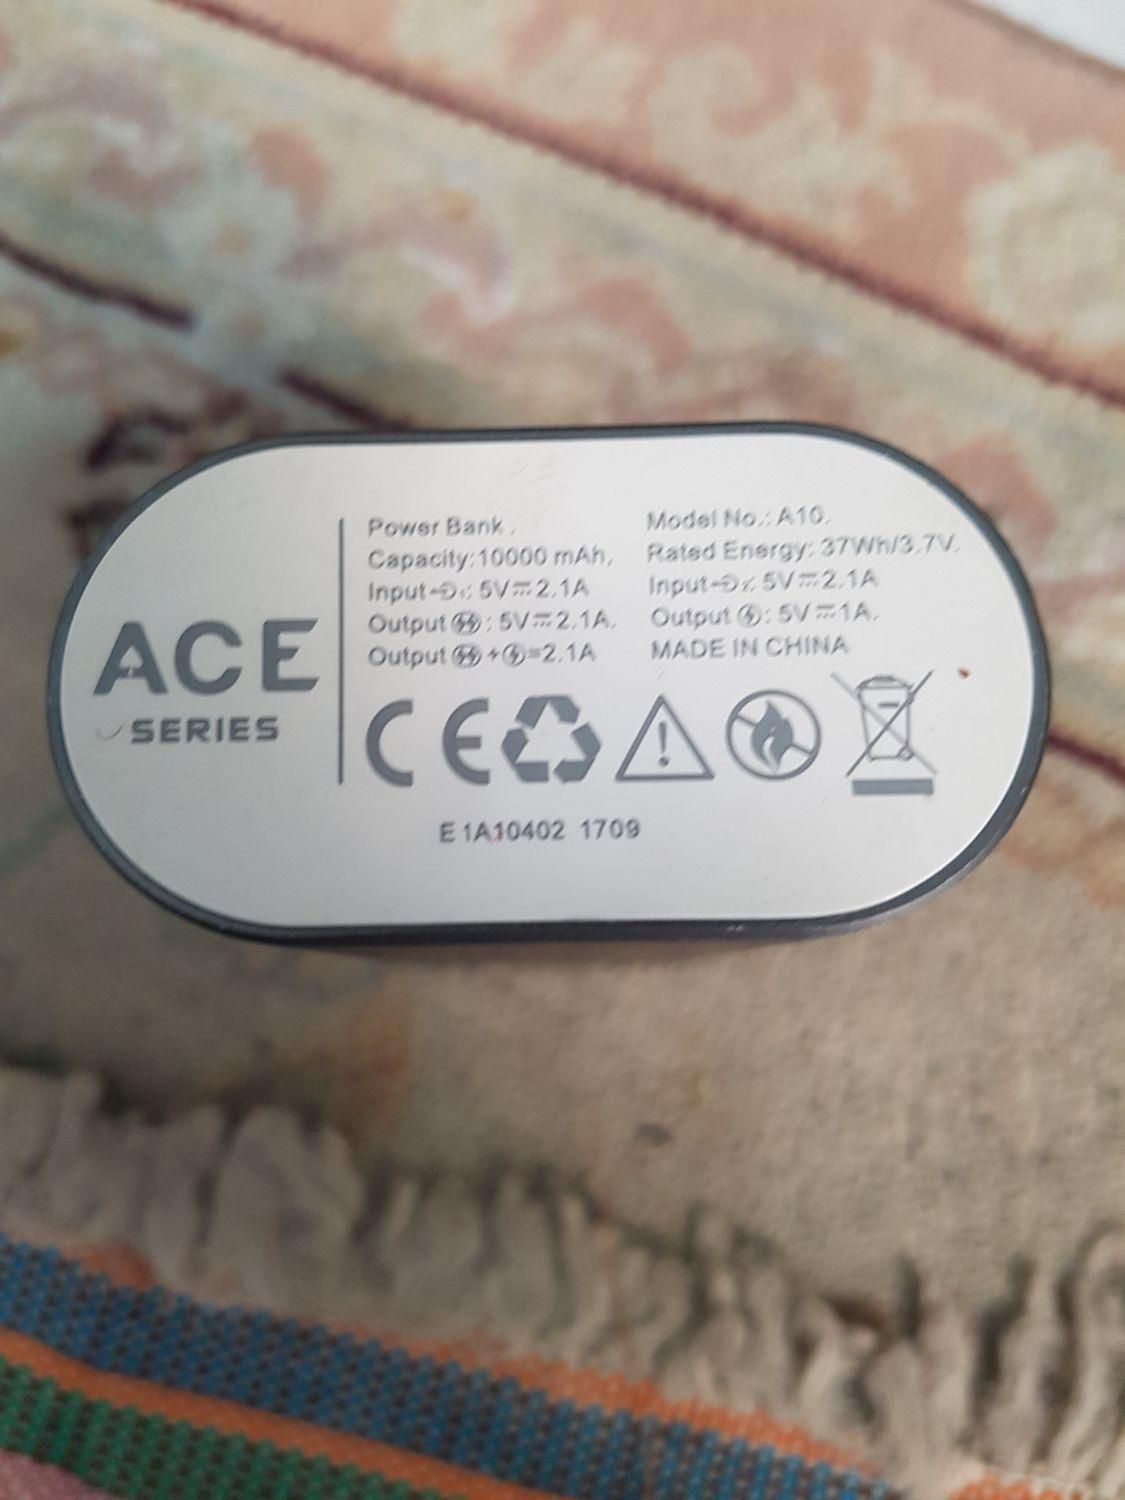 ACE
SERIES
Power Bank.
Capacity:10000 mAh,
Input : 5V⎓2.1A
Output : 5V⎓2.1A.
Output + =2.1A
Model No.: A10.
Rated Energy: 37Wh/3.7V.
Input : 5V⎓2.1A
Output : 5V⎓1A.
MADE IN CHINA
CE
E1A10402 1709